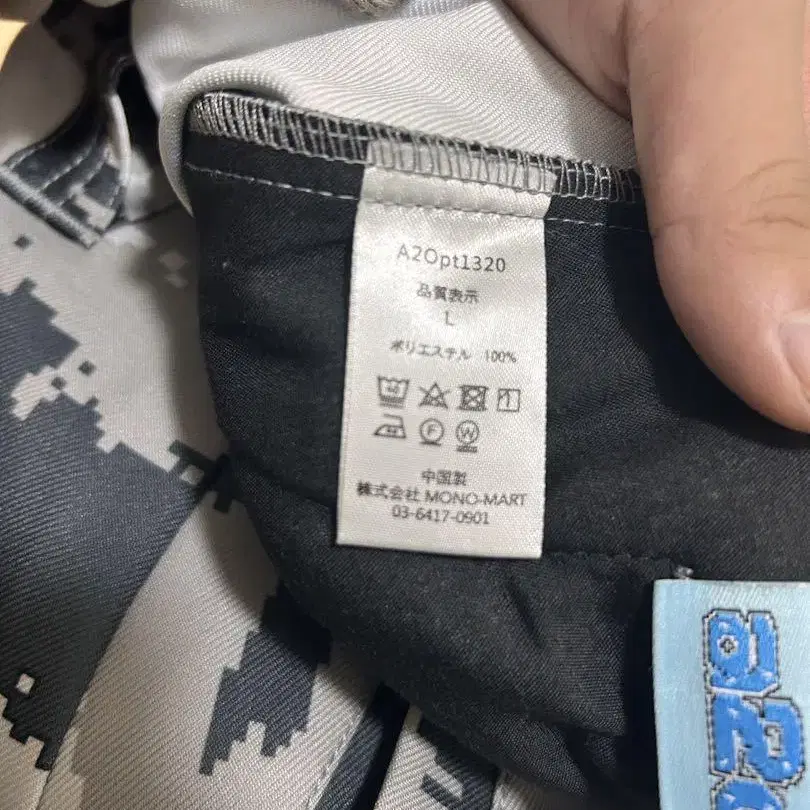 A2Opt1320
品質表示
L
ポリエステル 100%
F
W
中国製
株式会社 MONO-MART
03-6417-0901